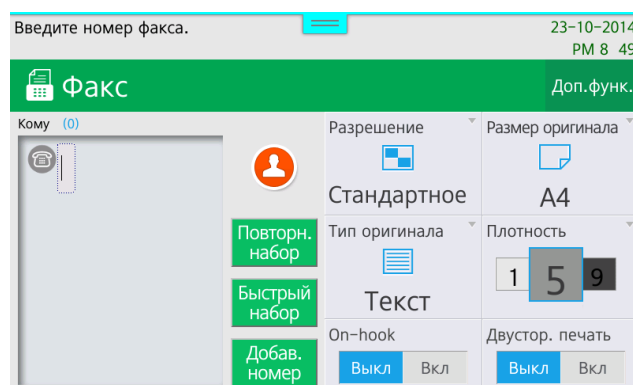 Введите номер факса.
23-10-2014
PM 8 49
Факс
Доп.функ.
Кому (0)
Повторн.
набор
Быстрый
набор
Добав.
номер
Разрешение
Стандартное
Размер оригинала
A4
Тип оригинала
Текст
Плотность
1 5 9
On-hook
Выкл Вкл
Двустор. печать
Выкл Вкл